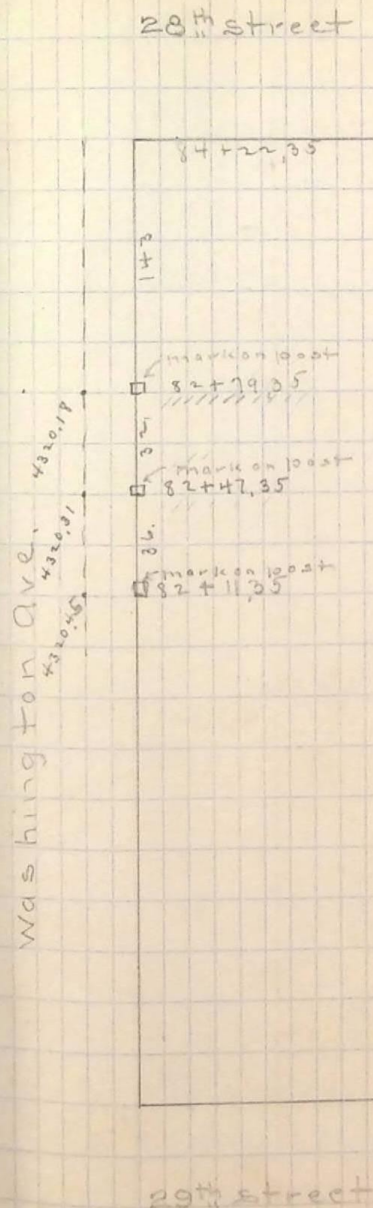 28th street
84+22,35
143
mark on post
82+79,35
32,
mark on post
82+47,35
36.
mark on post
82+11,35
4320.18
4320.31
4320.45
Washington Ave.
29th street